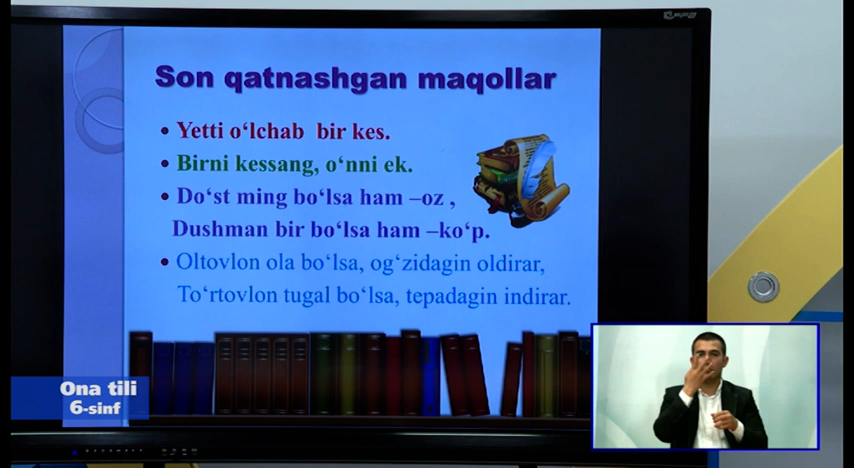 Son qatnashgan maqollar
• Yetti o‘lchab bir kes.
• Birni kessang, o‘nni ek.
• Do‘st ming bo‘lsa ham –oz ,
Dushman bir bo‘lsa ham –ko‘p.
• Oltovlon ola bo‘lsa, og‘zidagin oldirar,
To‘rtovlon tugal bo‘lsa, tepadagin indirar.
Ona tili
6-sinf